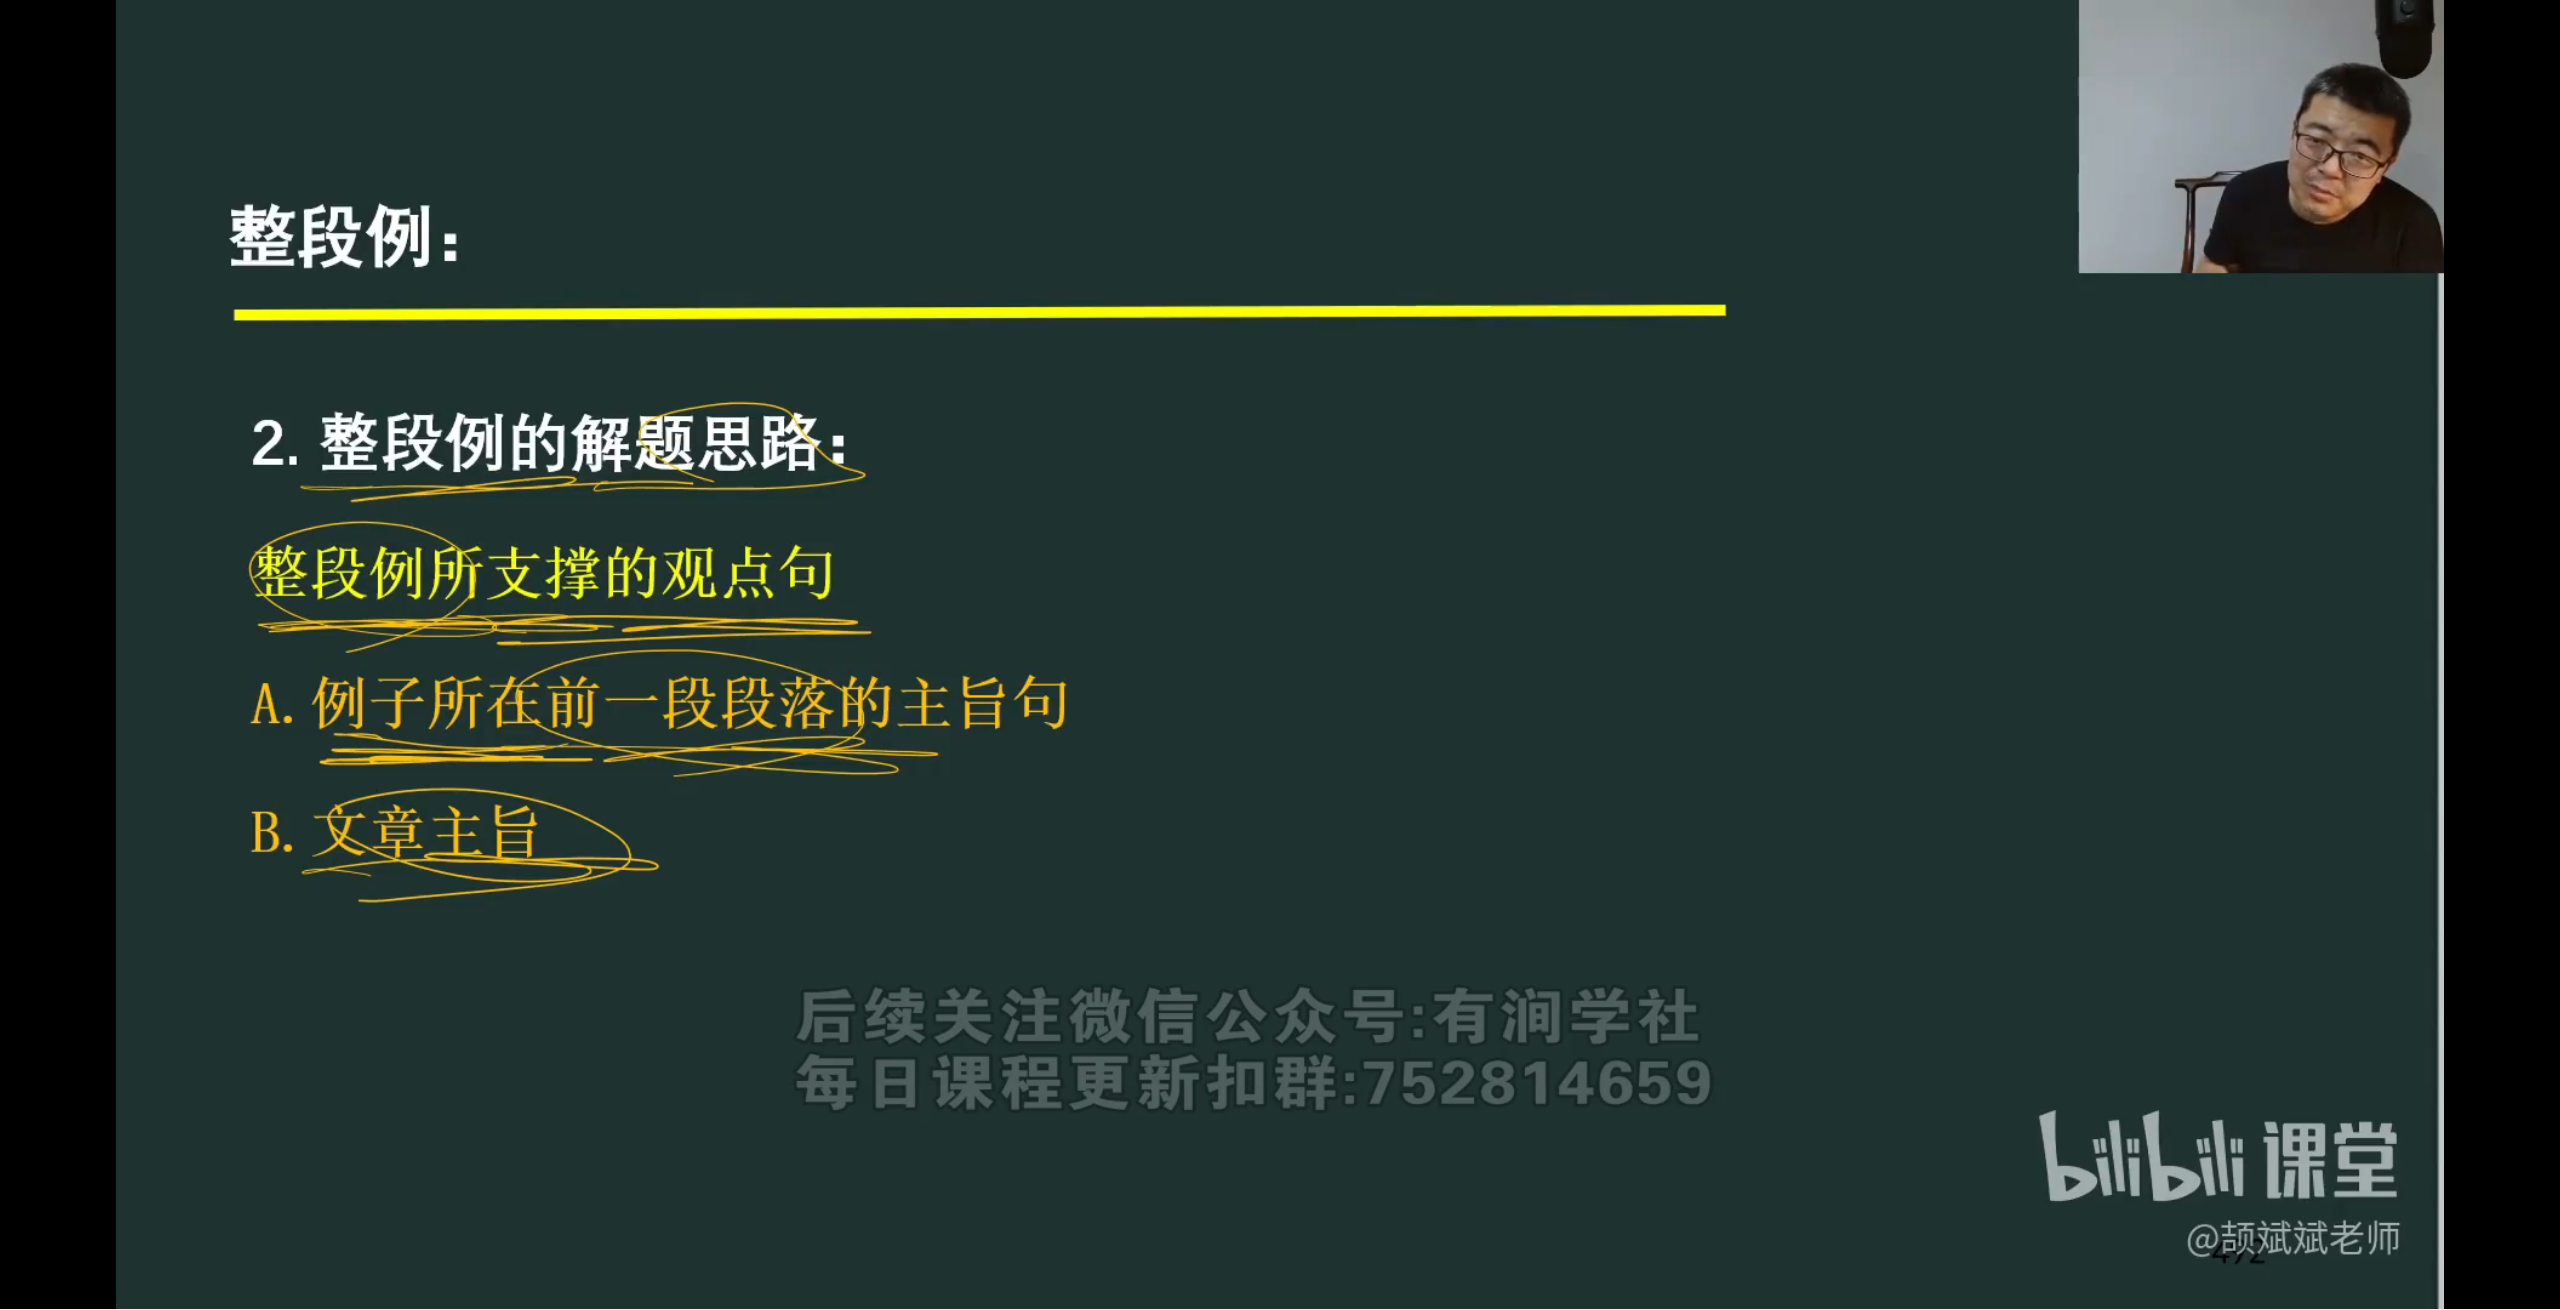 整段例：
2. 整段例的解题思路：
整段例所支撑的观点句
A. 例子所在前一段段落的主旨句
B. 文章主旨
后续关注微信公众号:有涧学社
每日课程更新扣群:752814659
bilibili 课堂
@颉斌斌老师
492